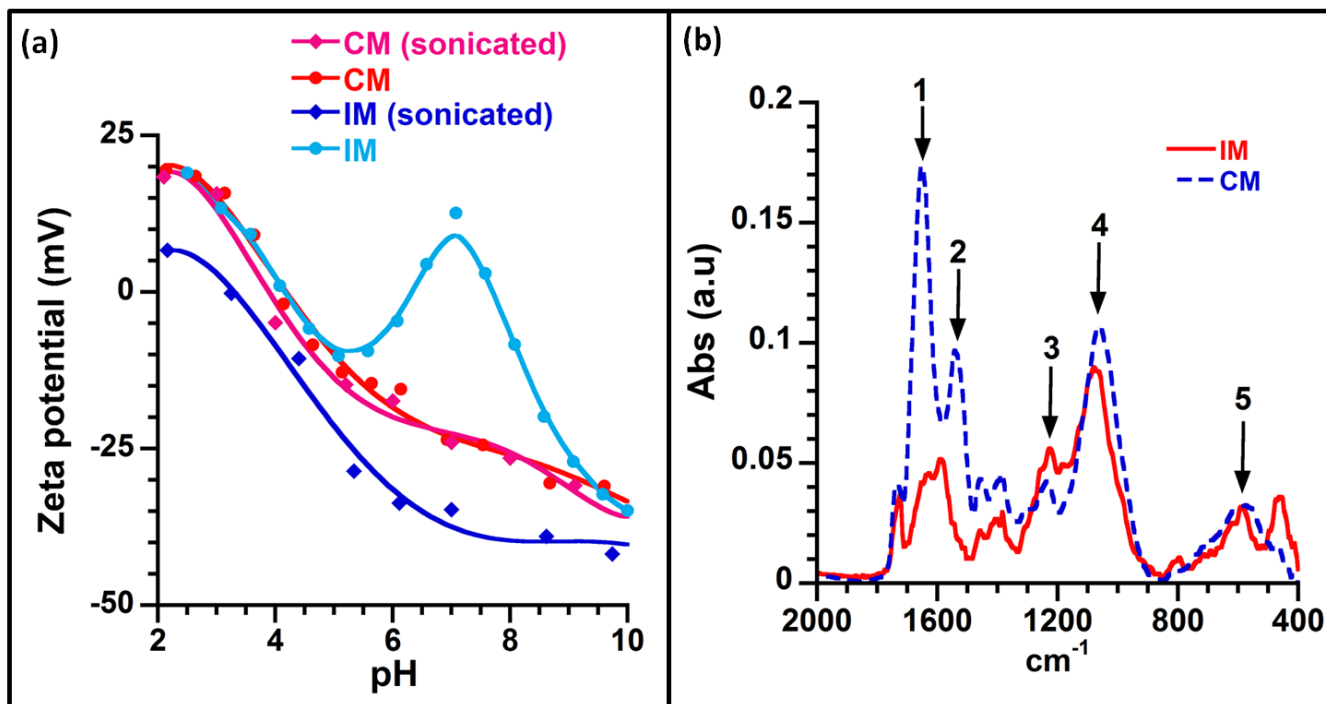 (a)
CM (sonicated)
CM
IM (sonicated)
IM
Zeta potential (mV)
25
0
-25
-50
2 4 6 8 10
pH
(b)
1
2
3
4
5
IM
CM
Abs (a.u)
0.2
0.15
0.1
0.05
0
2000 1600 1200 800 400
cm-1